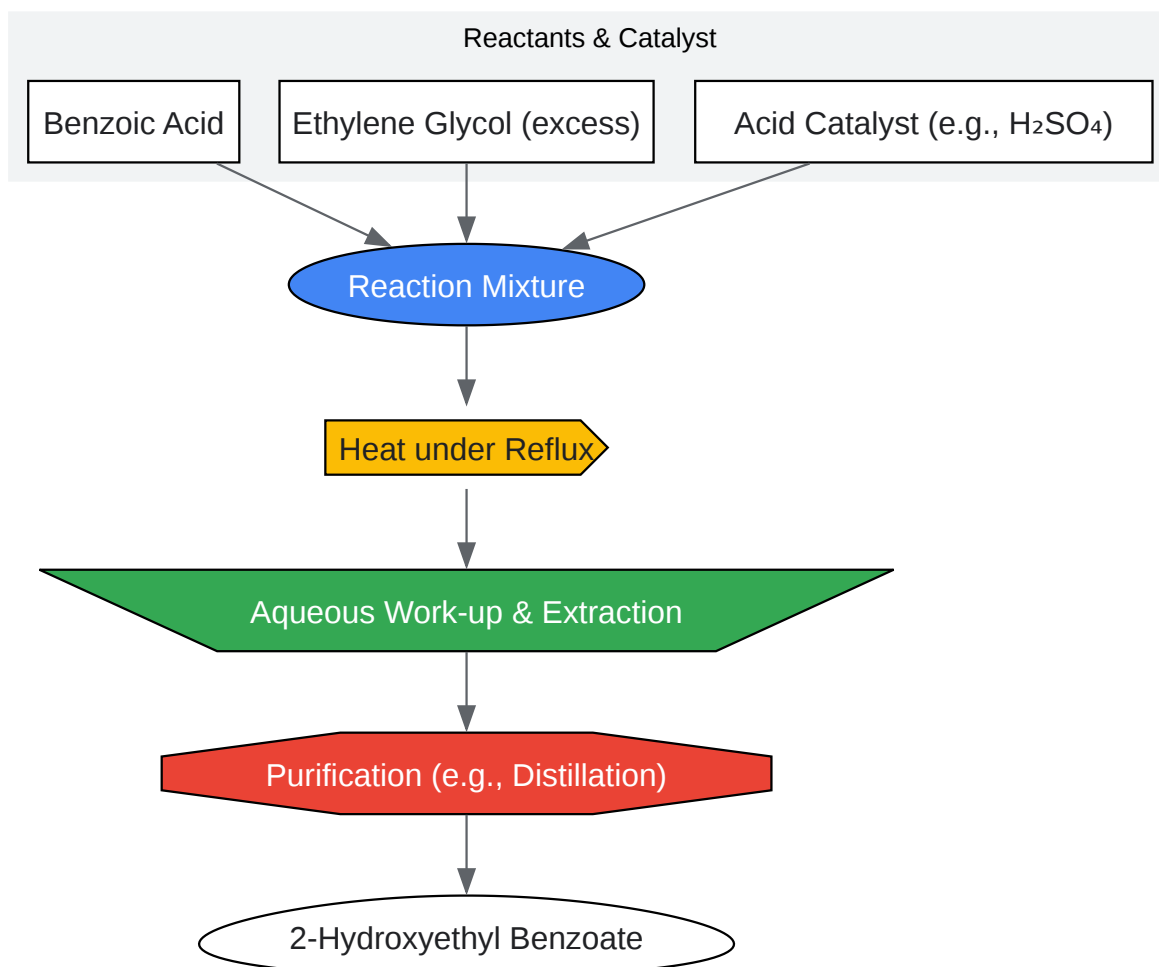 Reactants & Catalyst
Benzoic Acid
Ethylene Glycol (excess)
Acid Catalyst (e.g., H₂SO₄)
Reaction Mixture
Heat under Reflux
Aqueous Work-up & Extraction
Purification (e.g., Distillation)
2-Hydroxyethyl Benzoate